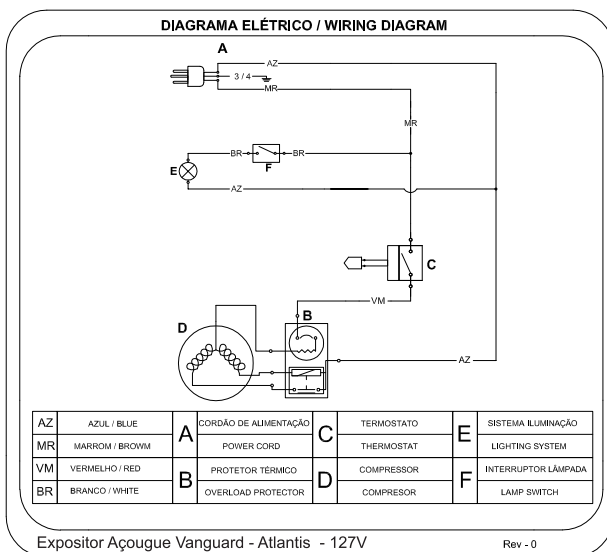 DIAGRAMA ELÉTRICO / WIRING DIAGRAM
A
AZ
3 / 4
MR
MR
E
BR
BR
F
AZ
C
VM
D
B
AZ
AZ AZUL / BLUE
MR MARROM / BROWM
VM VERMELHO / RED
BR BRANCO / WHITE
A CORDÃO DE ALIMENTAÇÃO
POWER CORD
B PROTETOR TÉRMICO
OVERLOAD PROTECTOR
C TERMOSTATO
THERMOSTAT
D COMPRESSOR
COMPRESOR
E SISTEMA ILUMINAÇÃO
LIGHTING SYSTEM
F INTERRUPTOR LÂMPADA
LAMP SWITCH
Expositor Açougue Vanguard - Atlantis - 127V
Rev - 0